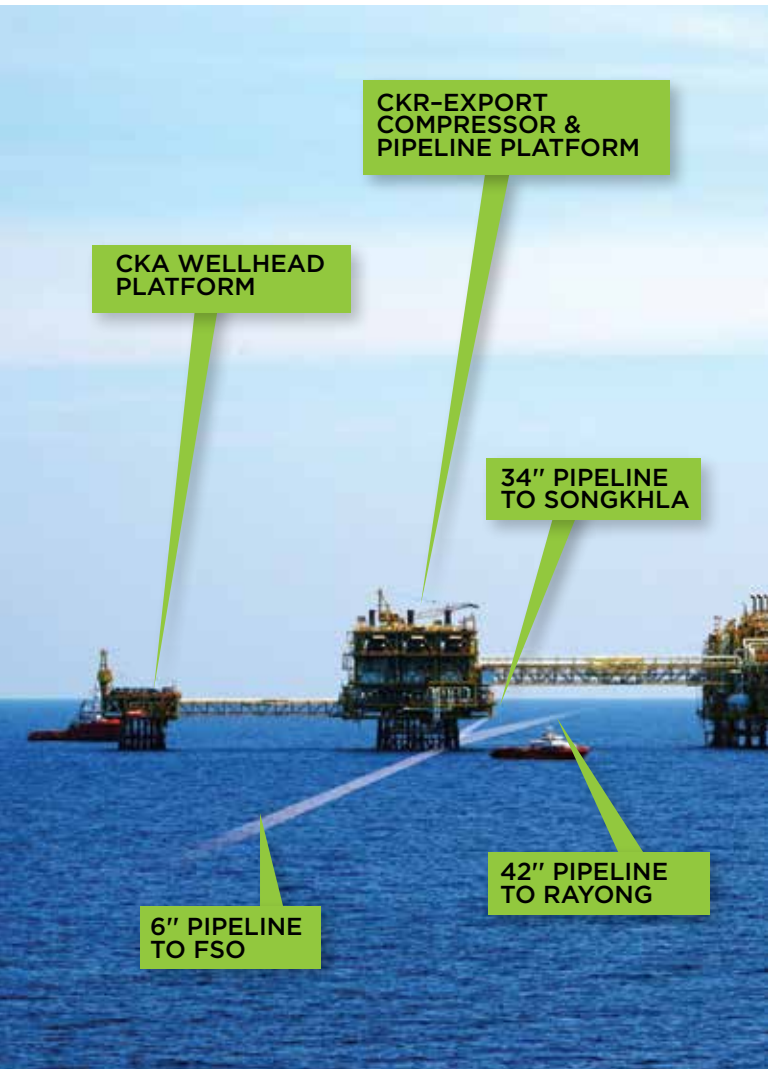 CKR–EXPORT
COMPRESSOR &
PIPELINE PLATFORM
CKA WELLHEAD
PLATFORM
34'' PIPELINE
TO SONGKHLA
42'' PIPELINE
TO RAYONG
6'' PIPELINE
TO FSO